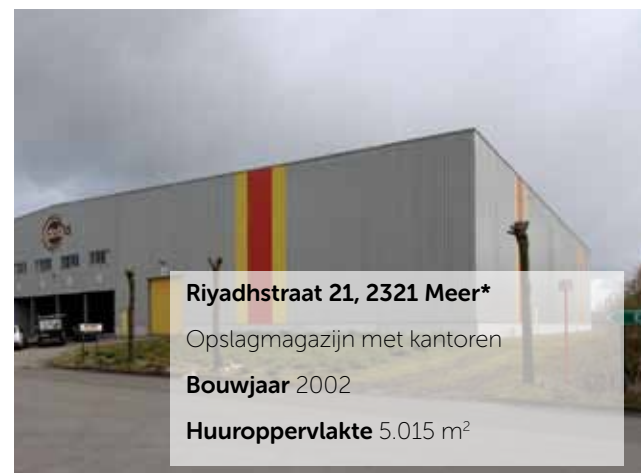 Riyadhstraat 21, 2321 Meer*
Opslagmagazijn met kantoren
Bouwjaar 2002
Huuroppervlakte 5.015 m²